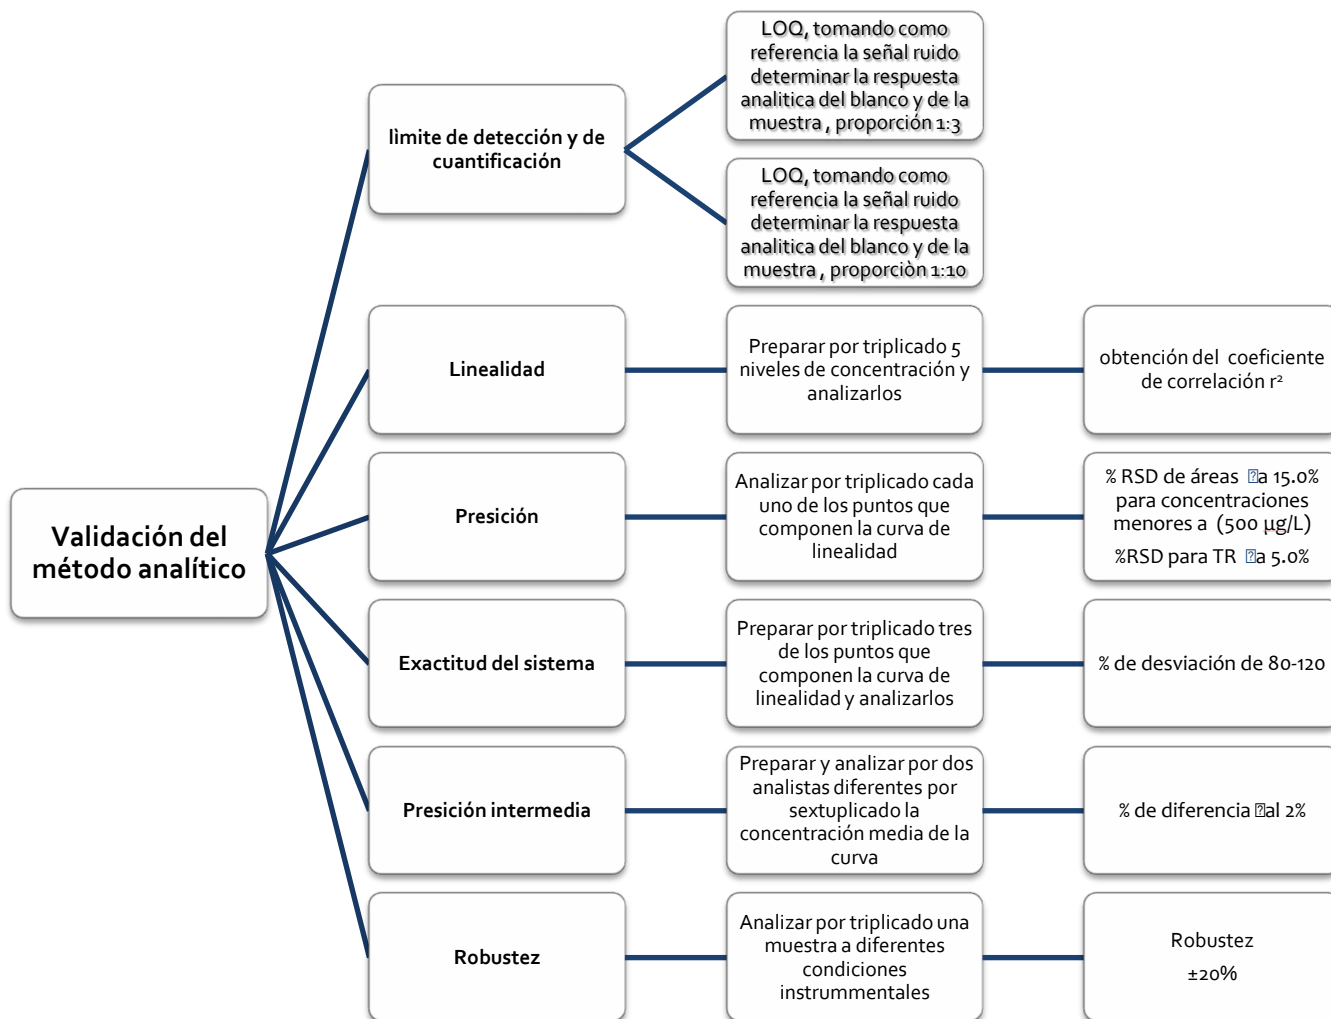 LOQ, tomando como
referencia la señal ruido
determinar la respuesta
analitica del blanco y de la
muestra , proporción 1:3
lìmite de detección y de
cuantificación
LOQ, tomando como
referencia la señal ruido
determinar la respuesta
analitica del blanco y de la
muestra , proporciòn 1:10
Linealidad
Preparar por triplicado 5
niveles de concentración y
analizarlos
obtención del coeficiente
de correlación r²
Validación del
método analítico
Presición
Analizar por triplicado cada
uno de los puntos que
componen la curva de
linealidad
% RSD de áreas �a 15.0%
para concentraciones
menores a (500 µg/L)
%RSD para TR �a 5.0%
Exactitud del sistema
Preparar por triplicado tres
de los puntos que
componen la curva de
linealidad y analizarlos
% de desviación de 80-120
Presición intermedia
Preparar y analizar por dos
analistas diferentes por
sextuplicado la
concentración media de la
curva
% de diferencia �al 2%
Robustez
Analizar por triplicado una
muestra a diferentes
condiciones
instrummentales
Robustez
±20%